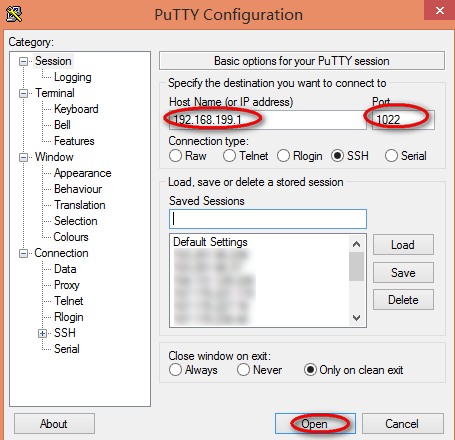 PuTTY Configuration
Category:
Session
Logging
Terminal
Keyboard
Bell
Features
Window
Appearance
Behaviour
Translation
Selection
Colours
Connection
Data
Proxy
Telnet
Rlogin
SSH
Serial
Basic options for your PuTTY session
Specify the destination you want to connect to
Host Name (or IP address) Port
192.168.199.1 1022
Connection type:
Raw Telnet Rlogin SSH Serial
Load, save or delete a stored session
Saved Sessions
Default Settings
Load
Save
Delete
Close window on exit:
Always Never Only on clean exit
About Open Cancel